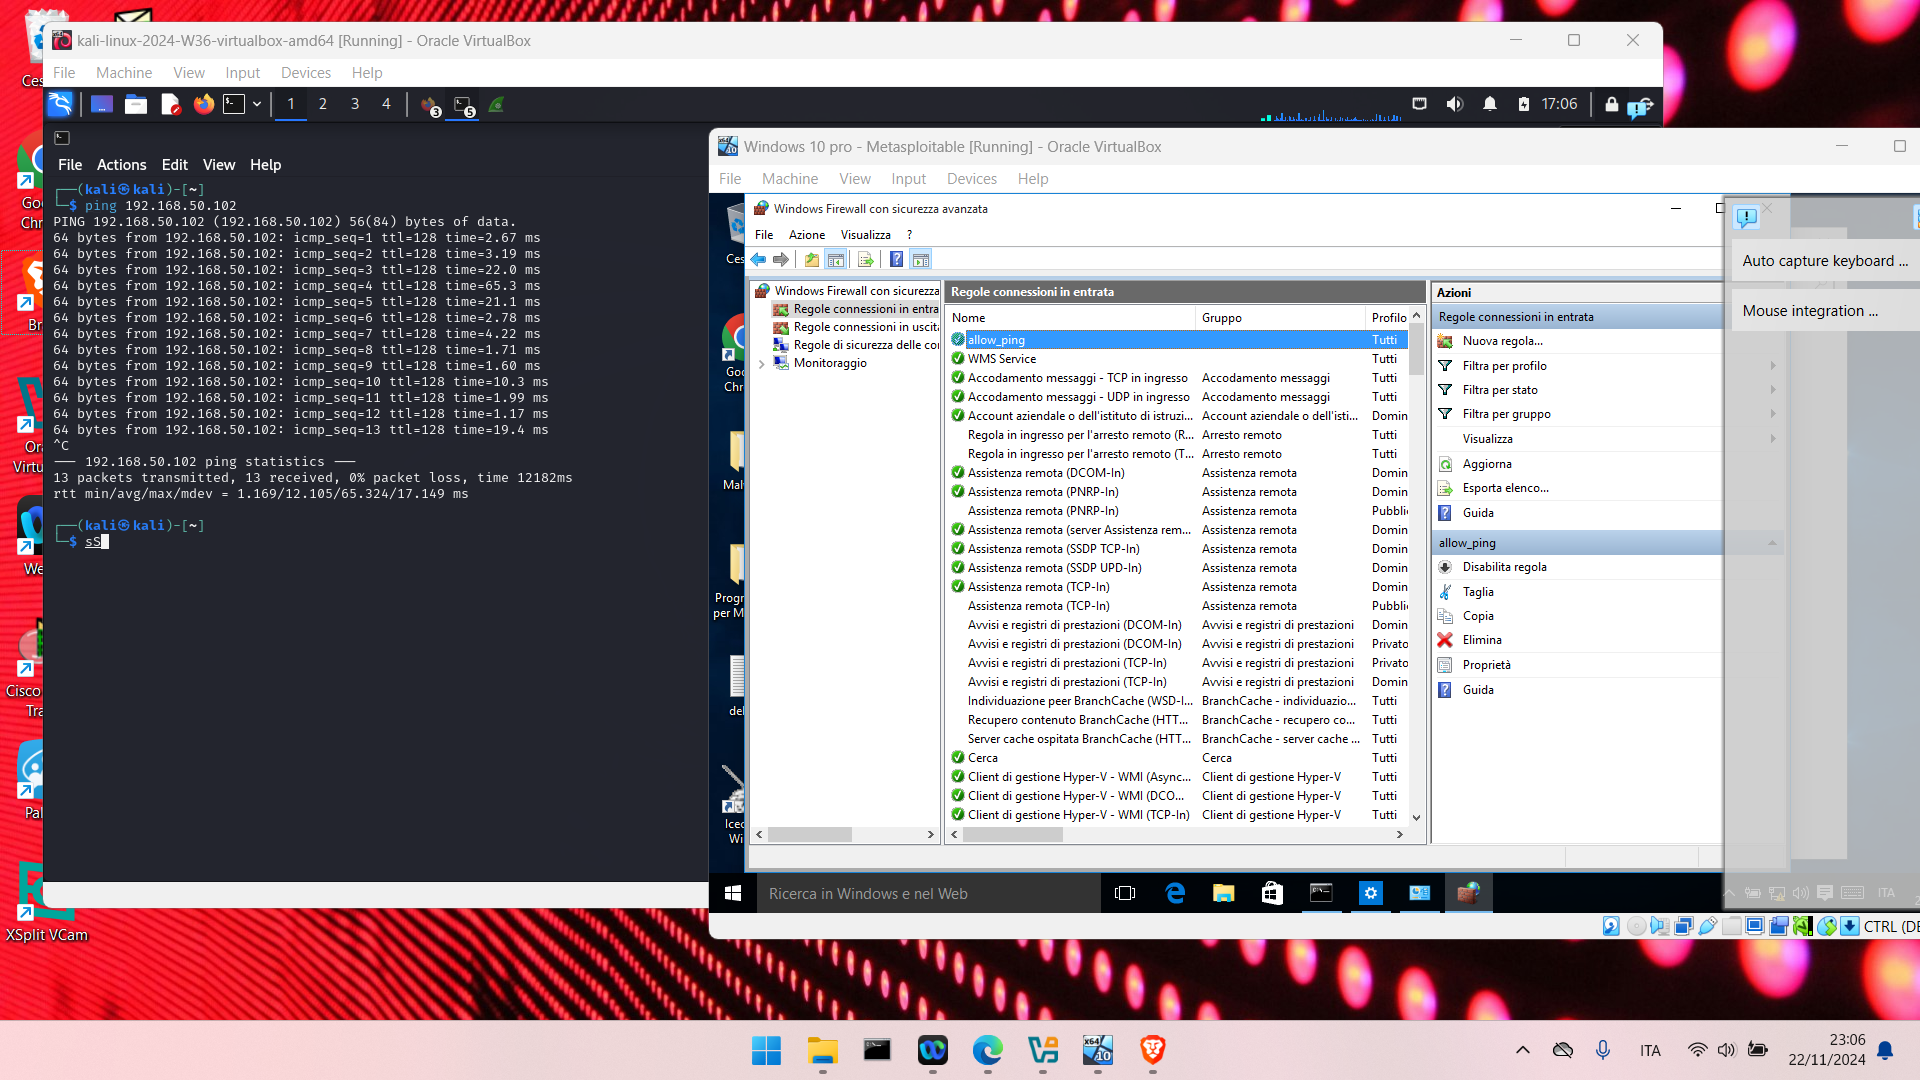 kali-linux-2024-W36-virtualbox-amd64 [Running] - Oracle VirtualBox
File Machine View Input Devices Help
1 2 3 4 3 5 17:06
File Actions Edit View Help
┌──(kali㉿kali)-[~]
└─$ ping 192.168.50.102
PING 192.168.50.102 (192.168.50.102) 56(84) bytes of data.
64 bytes from 192.168.50.102: icmp_seq=1 ttl=128 time=2.67 ms
64 bytes from 192.168.50.102: icmp_seq=2 ttl=128 time=3.19 ms
64 bytes from 192.168.50.102: icmp_seq=3 ttl=128 time=22.0 ms
64 bytes from 192.168.50.102: icmp_seq=4 ttl=128 time=65.3 ms
64 bytes from 192.168.50.102: icmp_seq=5 ttl=128 time=21.1 ms
64 bytes from 192.168.50.102: icmp_seq=6 ttl=128 time=2.78 ms
64 bytes from 192.168.50.102: icmp_seq=7 ttl=128 time=4.22 ms
64 bytes from 192.168.50.102: icmp_seq=8 ttl=128 time=1.71 ms
64 bytes from 192.168.50.102: icmp_seq=9 ttl=128 time=1.60 ms
64 bytes from 192.168.50.102: icmp_seq=10 ttl=128 time=10.3 ms
64 bytes from 192.168.50.102: icmp_seq=11 ttl=128 time=1.99 ms
64 bytes from 192.168.50.102: icmp_seq=12 ttl=128 time=1.17 ms
64 bytes from 192.168.50.102: icmp_seq=13 ttl=128 time=19.4 ms
^C
─── 192.168.50.102 ping statistics ───
13 packets transmitted, 13 received, 0% packet loss, time 12182ms
rtt min/avg/max/mdev = 1.169/12.105/65.324/17.149 ms
┌──(kali㉿kali)-[~]
└─$ sS
Windows 10 pro - Metasploitable [Running] - Oracle VirtualBox
File Machine View Input Devices Help
Windows Firewall con sicurezza avanzata
File Azione Visualizza ?
Windows Firewall con sicurezza
Regole connessioni in entra
Regole connessioni in uscita
Regole di sicurezza delle co
Monitoraggio
Regole connessioni in entrata
Nome Gruppo Profilo
allow_ping Tutti
WMS Service Tutti
Accodamento messaggi - TCP in ingresso Accodamento messaggi Tutti
Accodamento messaggi - UDP in ingresso Accodamento messaggi Tutti
Account aziendale o dell'istituto di istruzi... Account aziendale o dell'isti... Domin
Regola in ingresso per l'arresto remoto (R... Arresto remoto Tutti
Regola in ingresso per l'arresto remoto (T... Arresto remoto Tutti
Assistenza remota (DCOM-In) Assistenza remota Domin
Assistenza remota (PNRP-In) Assistenza remota Domin
Assistenza remota (PNRP-In) Assistenza remota Pubbli
Assistenza remota (server Assistenza rem... Assistenza remota Domin
Assistenza remota (SSDP TCP-In) Assistenza remota Domin
Assistenza remota (SSDP UPD-In) Assistenza remota Domin
Assistenza remota (TCP-In) Assistenza remota Domin
Assistenza remota (TCP-In) Assistenza remota Pubbli
Avvisi e registri di prestazioni (DCOM-In) Avvisi e registri di prestazioni Domin
Avvisi e registri di prestazioni (DCOM-In) Avvisi e registri di prestazioni Privato
Avvisi e registri di prestazioni (TCP-In) Avvisi e registri di prestazioni Privato
Avvisi e registri di prestazioni (TCP-In) Avvisi e registri di prestazioni Domin
Individuazione peer BranchCache (WSD-I... BranchCache - individuazio... Tutti
Recupero contenuto BranchCache (HTT... BranchCache - recupero co... Tutti
Server cache ospitata BranchCache (HTT... BranchCache - server cache ... Tutti
Cerca Cerca Tutti
Client di gestione Hyper-V - WMI (Async... Client di gestione Hyper-V Tutti
Client di gestione Hyper-V - WMI (DCO... Client di gestione Hyper-V Tutti
Client di gestione Hyper-V - WMI (TCP-In) Client di gestione Hyper-V Tutti
Azioni
Regole connessioni in entrata
Nuova regola...
Filtra per profilo
Filtra per stato
Filtra per gruppo
Visualizza
Aggiorna
Esporta elenco...
Guida
allow_ping
Disabilita regola
Taglia
Copia
Elimina
Proprietà
Guida
Auto capture keyboard ...
Mouse integration ...
Ces
Goo
Chr
Mal
Progr
per M
del
Icec
Wi
Ricerca in Windows e nel Web
ITA
CTRL (DE
Ces
Goo
Chr
Br
Ora
Virtu
We
Cisco
Tra
Pal
XSplit VCam
ITA
23:06
22/11/2024